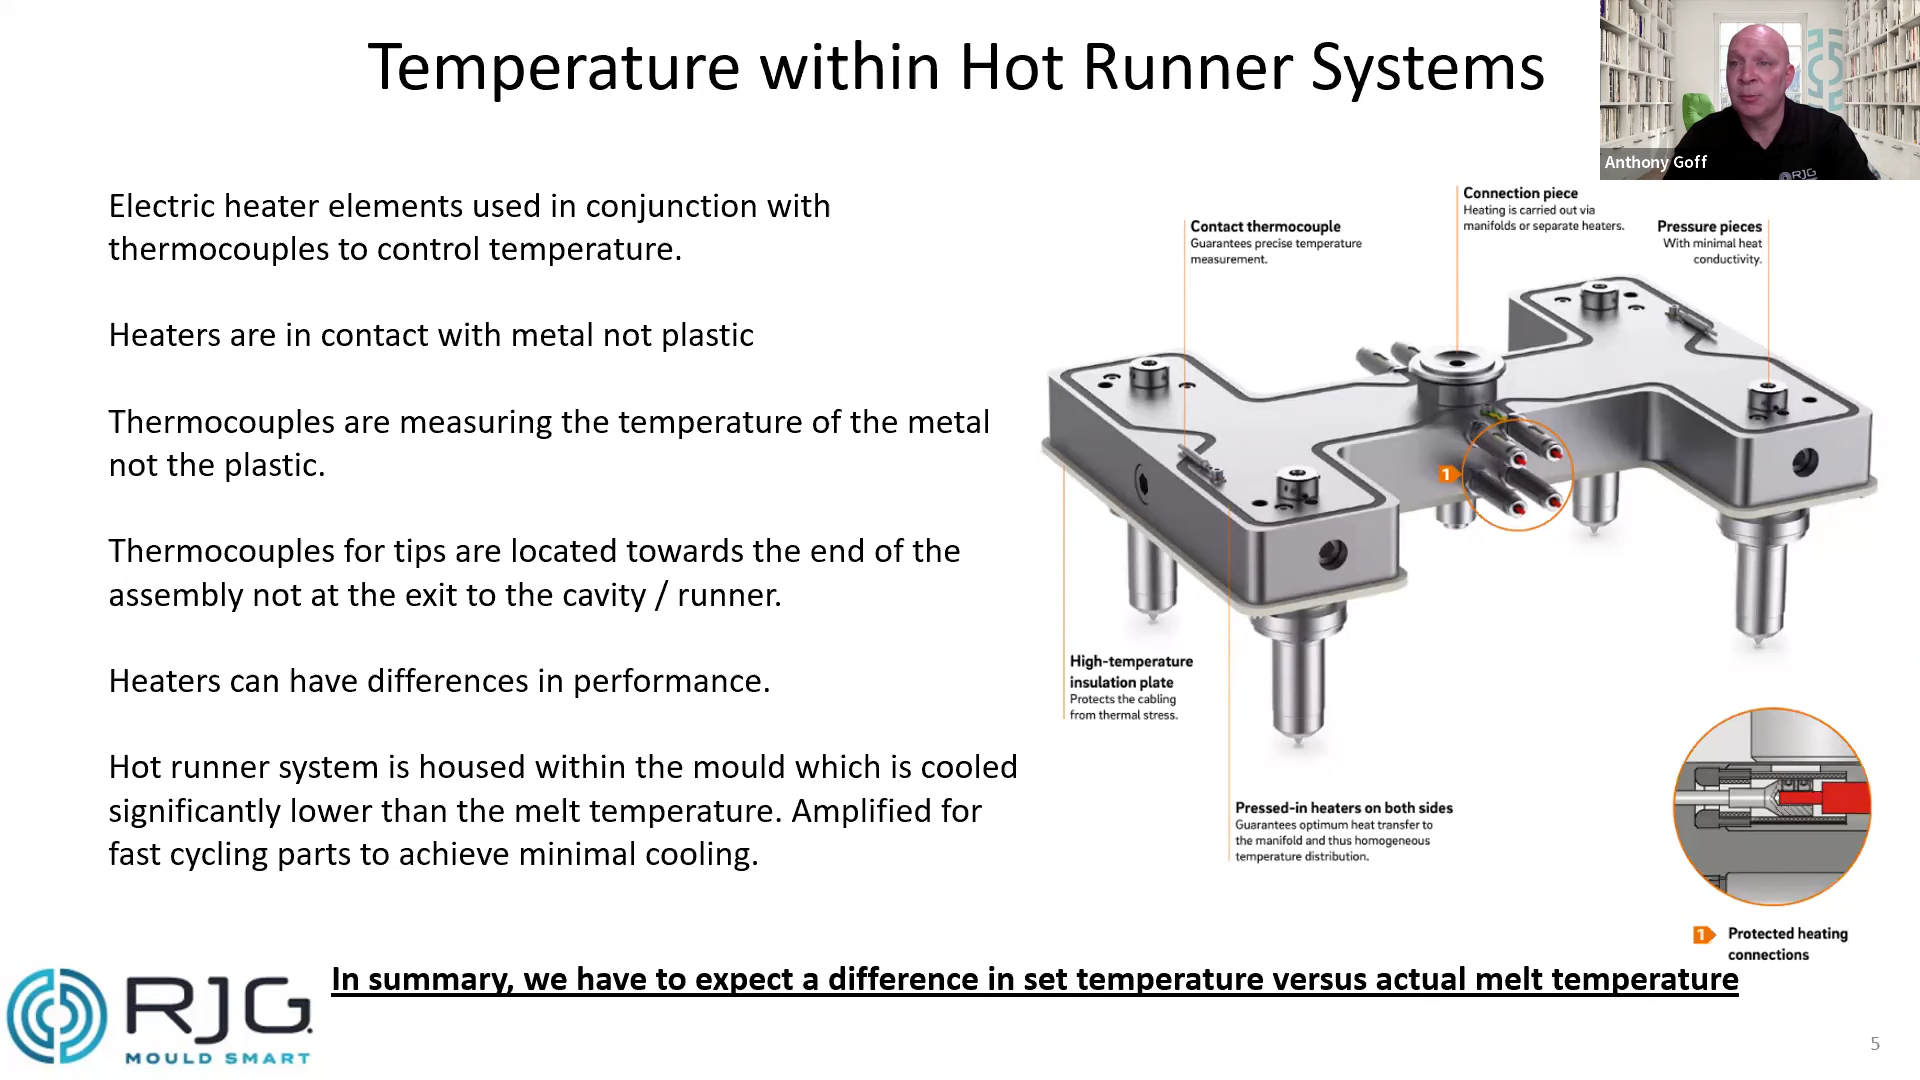 Temperature within Hot Runner Systems
Anthony Goff
RJG
Electric heater elements used in conjunction with
thermocouples to control temperature.
Heaters are in contact with metal not plastic
Thermocouples are measuring the temperature of the metal
not the plastic.
Thermocouples for tips are located towards the end of the
assembly not at the exit to the cavity / runner.
Heaters can have differences in performance.
Hot runner system is housed within the mould which is cooled
significantly lower than the melt temperature. Amplified for
fast cycling parts to achieve minimal cooling.
Contact thermocouple
Guarantees precise temperature
measurement.
Connection piece
Heating is carried out via
manifolds or separate heaters.
Pressure pieces
With minimal heat
conductivity.
1
High-temperature
insulation plate
Protects the cabling
from thermal stress.
Pressed-in heaters on both sides
Guarantees optimum heat transfer to
the manifold and thus homogeneous
temperature distribution.
1 Protected heating
connections
In summary, we have to expect a difference in set temperature versus actual melt temperature
RJG.
MOULD SMART
5